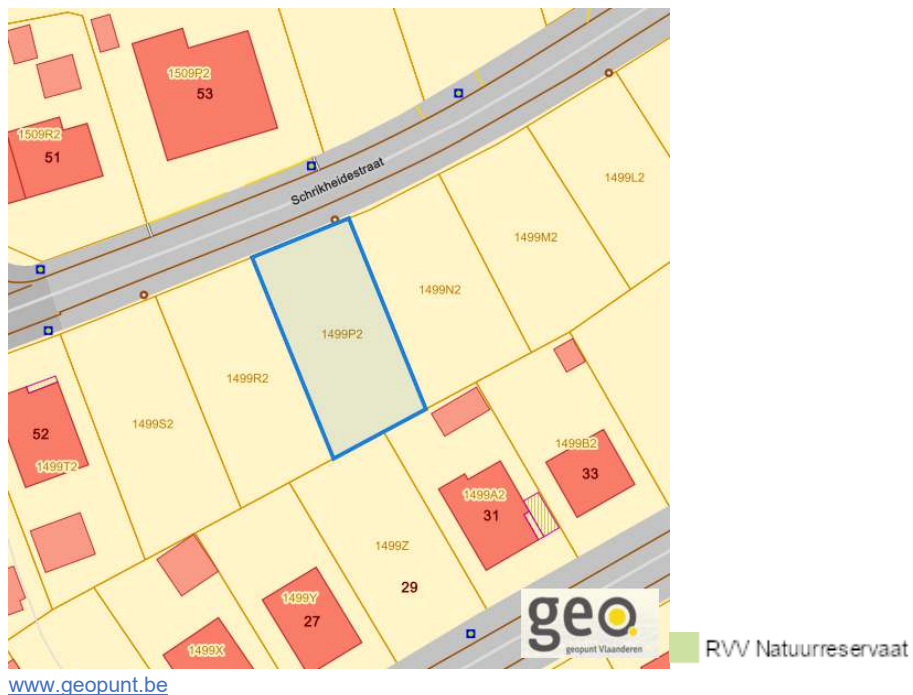 1509P2
53
1509R2
51
Schrikheidestraat
1499L2
1499M2
1499N2
1499P2
1499R2
1499S2
52
1499T2
1499B2
33
1499A2
31
1499Z
29
1499Y
27
1499X
geo
geopunt Vlaanderen
RVV Natuurreservaat
www.geopunt.be